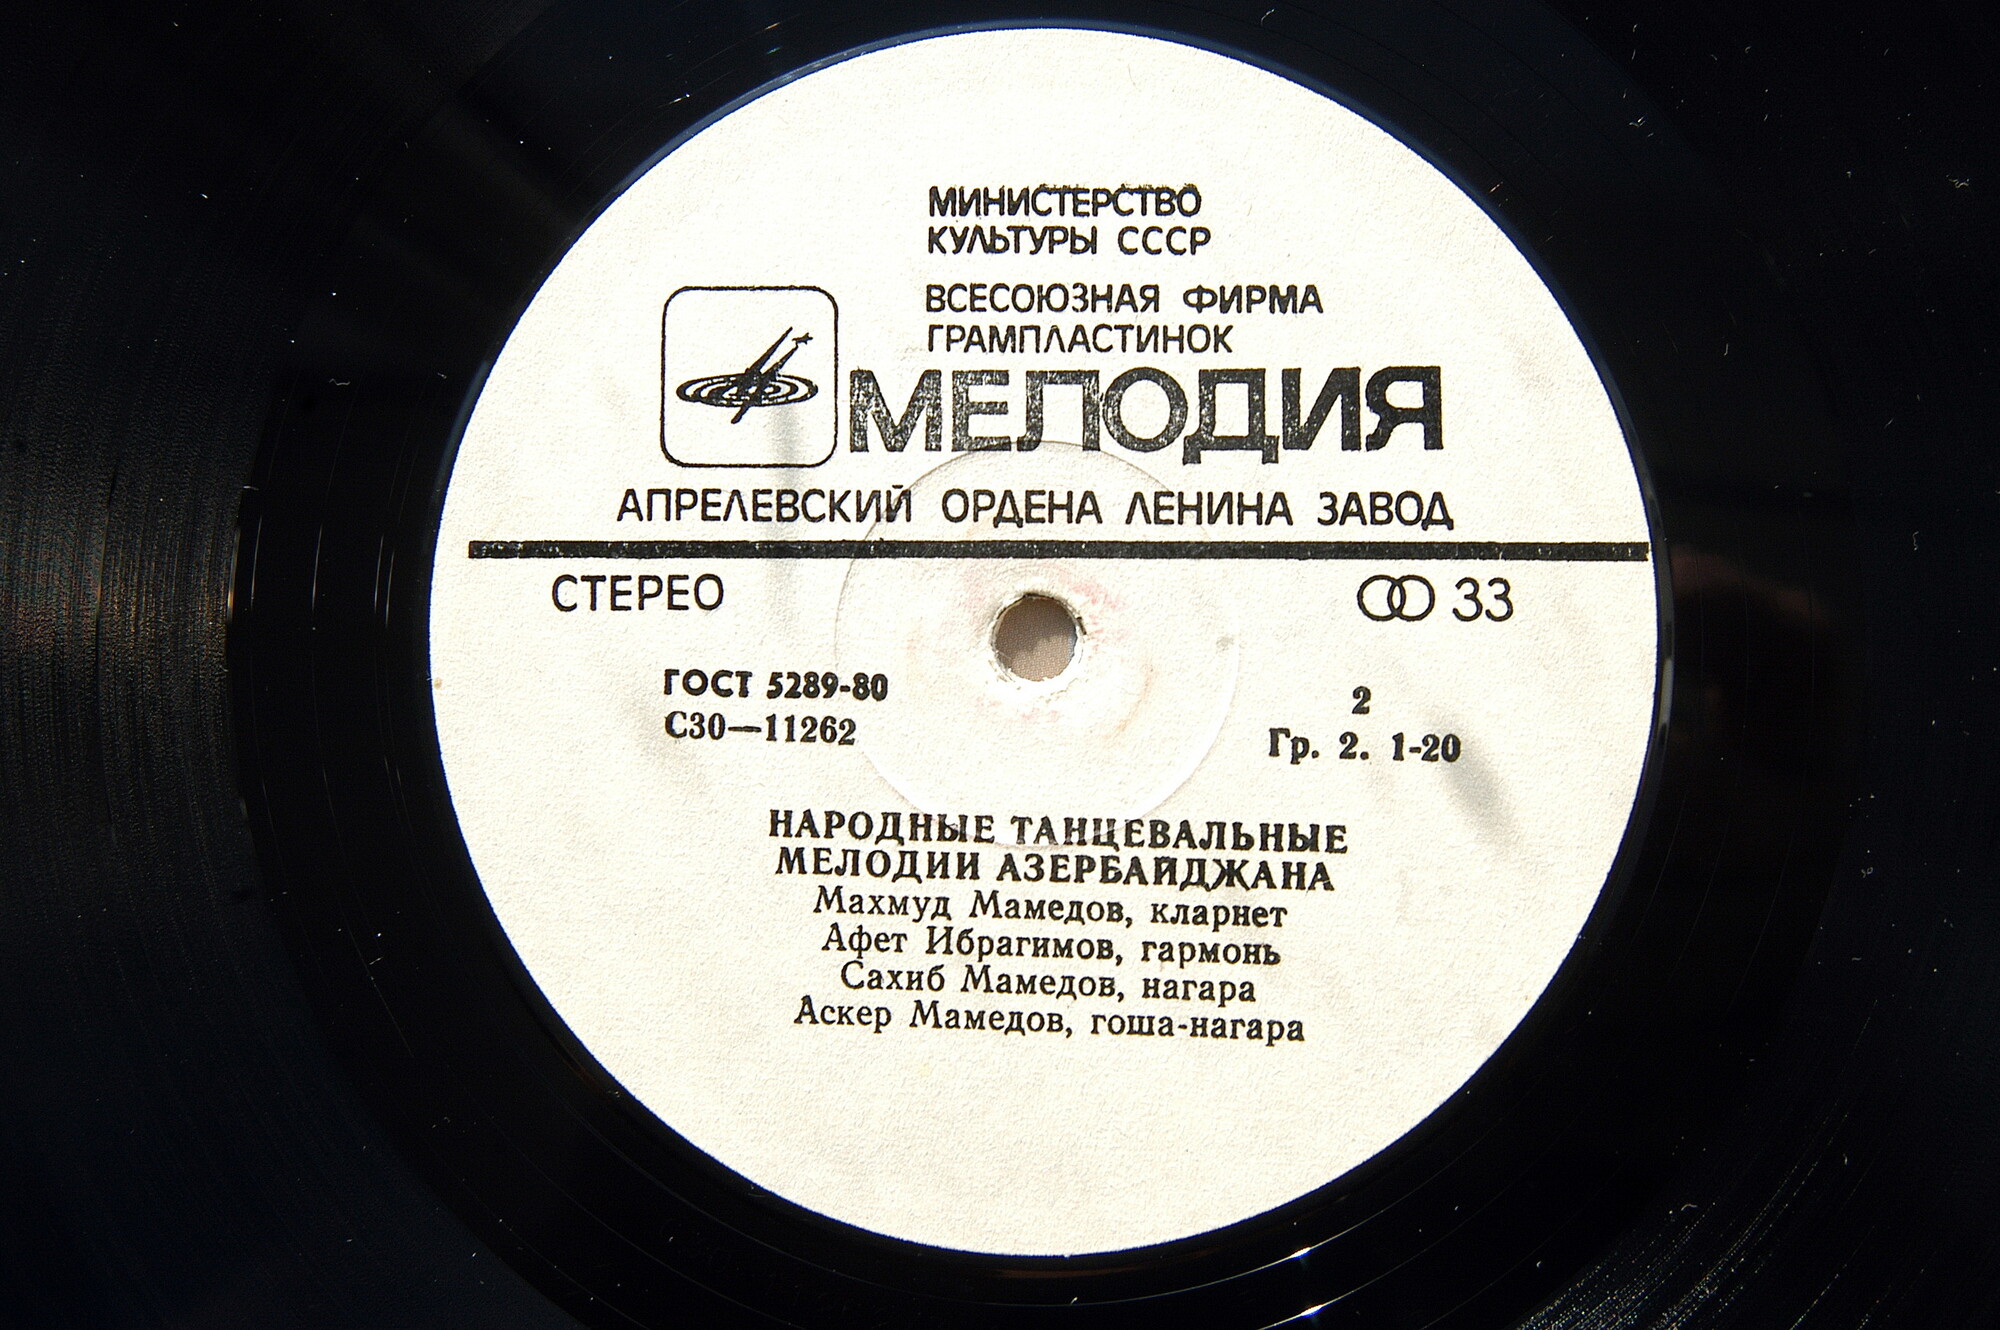 МИНИСТЕРСТВО
КУЛЬТУРЫ СССР
ВСЕСОЮЗНАЯ ФИРМА
ГРАМПЛАСТИНОК
МЕЛОДИЯ
АПРЕЛЕВСКИЙ ОРДЕНА ЛЕНИНА ЗАВОД
СТЕРЕО
33
ГОСТ 5289-80
С30—11262
2
Гр. 2. 1-20
НАРОДНЫЕ ТАНЦЕВАЛЬНЫЕ
МЕЛОДИИ АЗЕРБАЙДЖАНА
Махмуд Мамедов, кларнет
Афет Ибрагимов, гармонь
Сахиб Мамедов, нагара
Аскер Мамедов, гоша-нагара